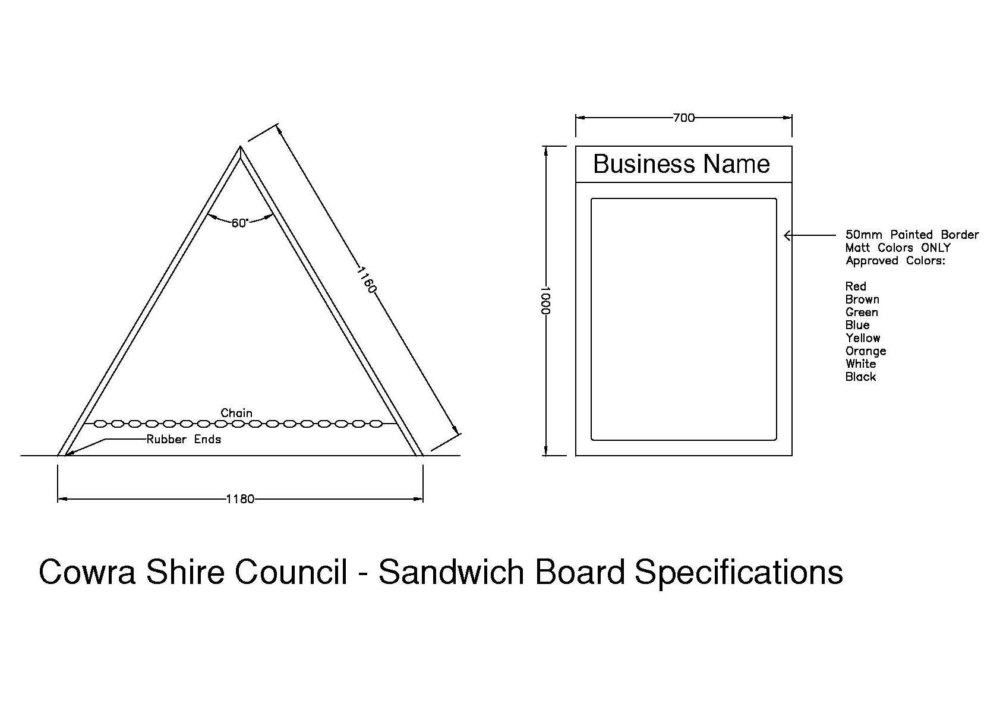 700
Business Name
60°
1160
1000
50mm Painted Border
Matt Colors ONLY
Approved Colors:
Red
Brown
Green
Blue
Yellow
Orange
White
Black
Chain
Rubber Ends
1180
Cowra Shire Council - Sandwich Board Specifications